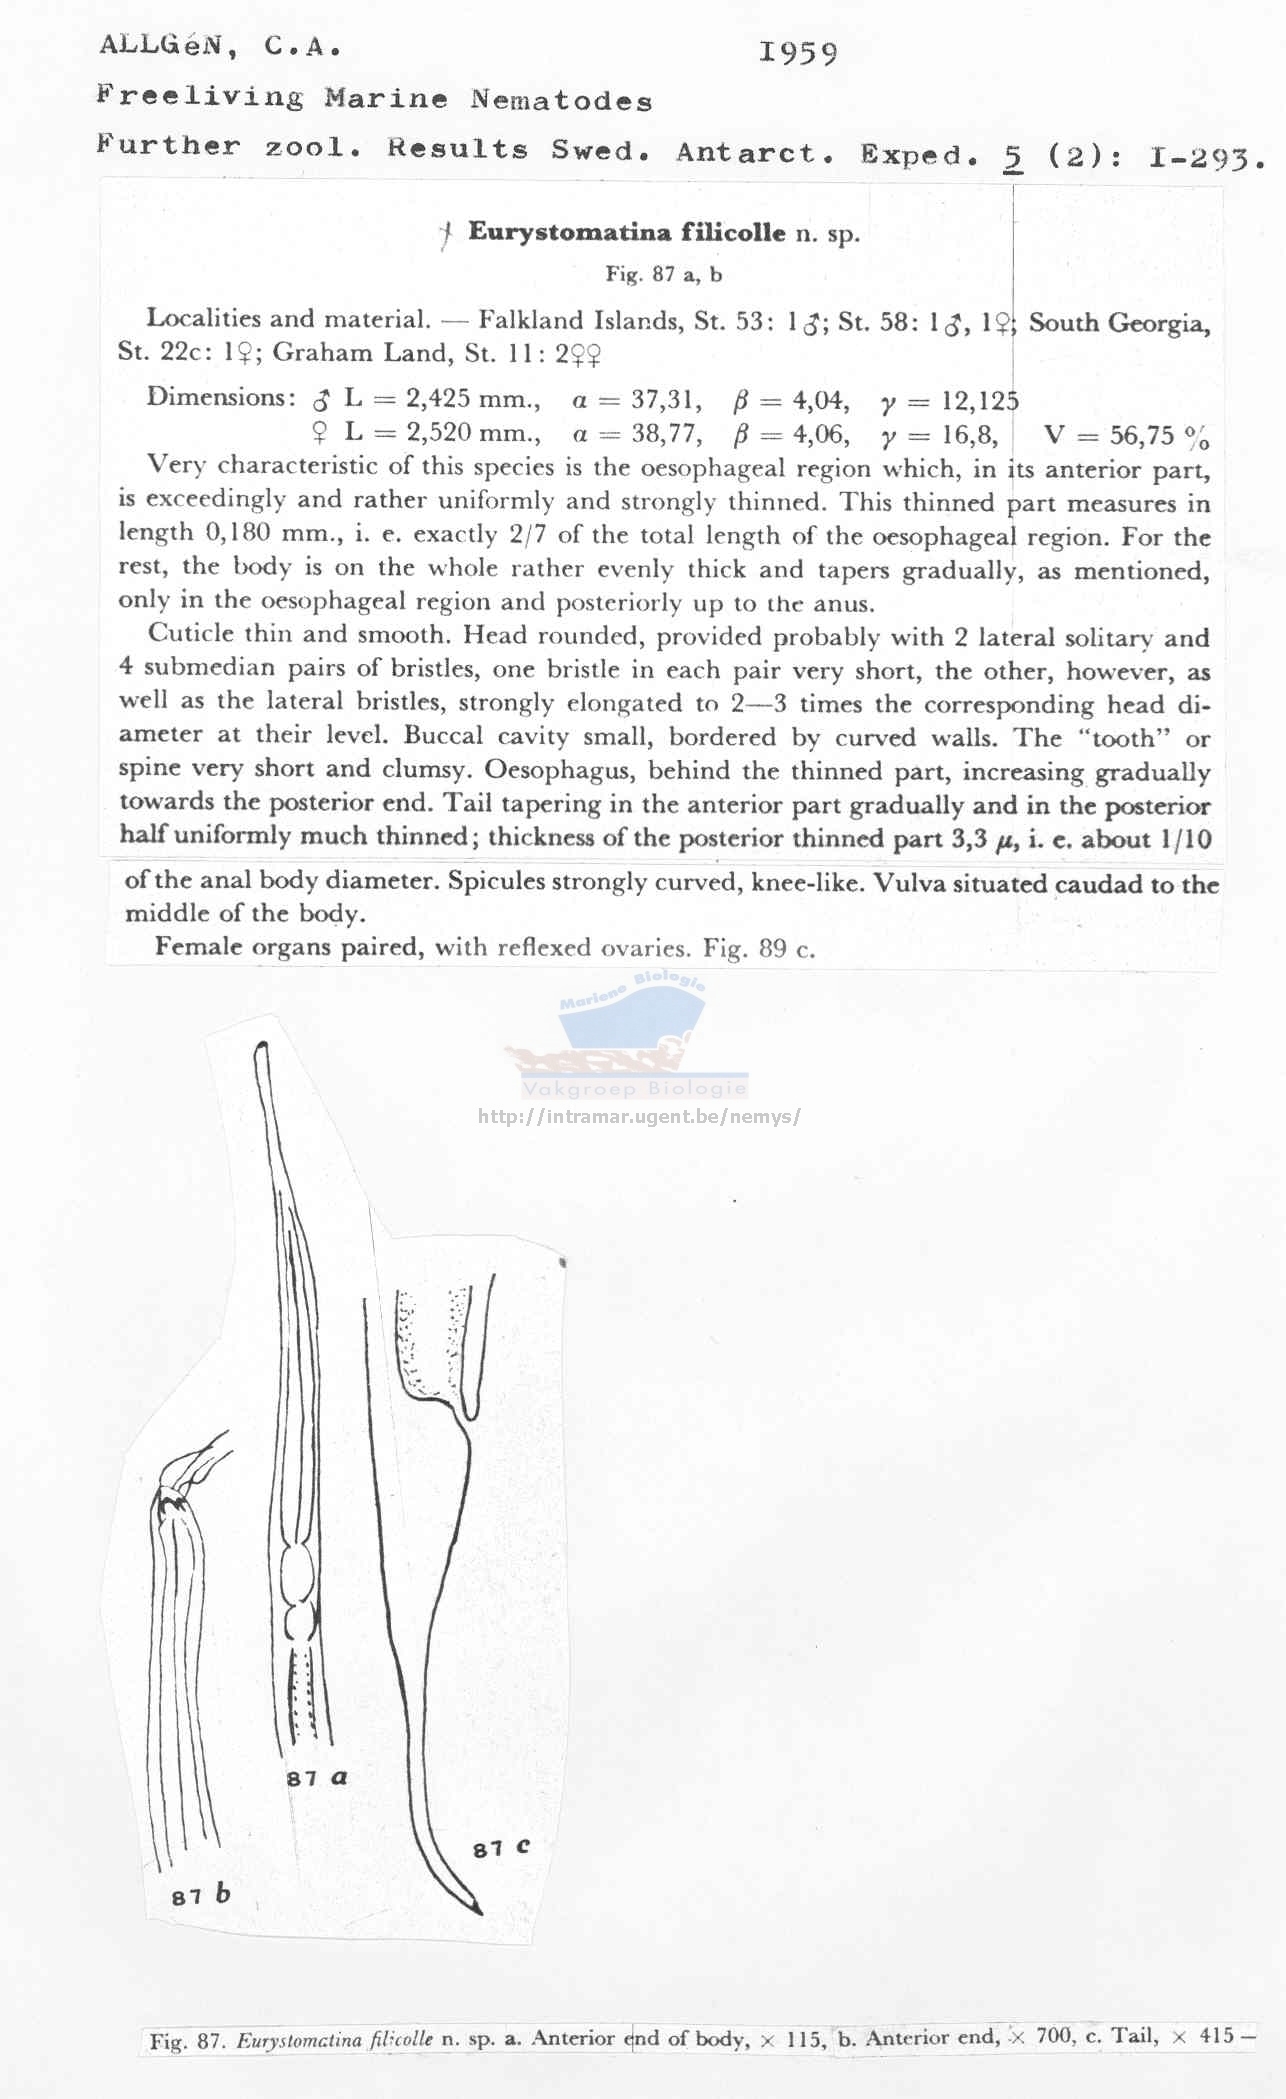 ALLGéN, C.A. I959
Freeliving Marine Nematodes
Further zool. Results Swed. Antarct. Exped. 5 (2): I-293.
Eurystomatina filicolle n. sp.
Fig. 87 a, b
Localities and material. — Falkland Islands, St. 53: 1♂; St. 58: 1♂, 1♀; South Georgia,
St. 22c: 1♀; Graham Land, St. 11: 2♀♀
Dimensions: ♂ L = 2,425 mm., α = 37,31, β = 4,04, γ = 12,125
♀ L = 2,520 mm., α = 38,77, β = 4,06, γ = 16,8, V = 56,75 %
Very characteristic of this species is the oesophageal region which, in its anterior part,
is exceedingly and rather uniformly and strongly thinned. This thinned part measures in
length 0,180 mm., i. e. exactly 2/7 of the total length of the oesophageal region. For the
rest, the body is on the whole rather evenly thick and tapers gradually, as mentioned,
only in the oesophageal region and posteriorly up to the anus.
Cuticle thin and smooth. Head rounded, provided probably with 2 lateral solitary and
4 submedian pairs of bristles, one bristle in each pair very short, the other, however, as
well as the lateral bristles, strongly elongated to 2—3 times the corresponding head di-
ameter at their level. Buccal cavity small, bordered by curved walls. The “tooth” or
spine very short and clumsy. Oesophagus, behind the thinned part, increasing gradually
towards the posterior end. Tail tapering in the anterior part gradually and in the posterior
half uniformly much thinned; thickness of the posterior thinned part 3,3 μ, i. e. about 1/10
of the anal body diameter. Spicules strongly curved, knee-like. Vulva situated caudad to the
middle of the body.
Female organs paired, with reflexed ovaries. Fig. 89 c.
Mariene Biologie
Vakgroep Biologie
http://intramar.ugent.be/nemys/
87 a
87 c
87 b
Fig. 87. Eurystomatina filicolle n. sp. a. Anterior end of body, × 115, b. Anterior end, × 700, c. Tail, × 415 —